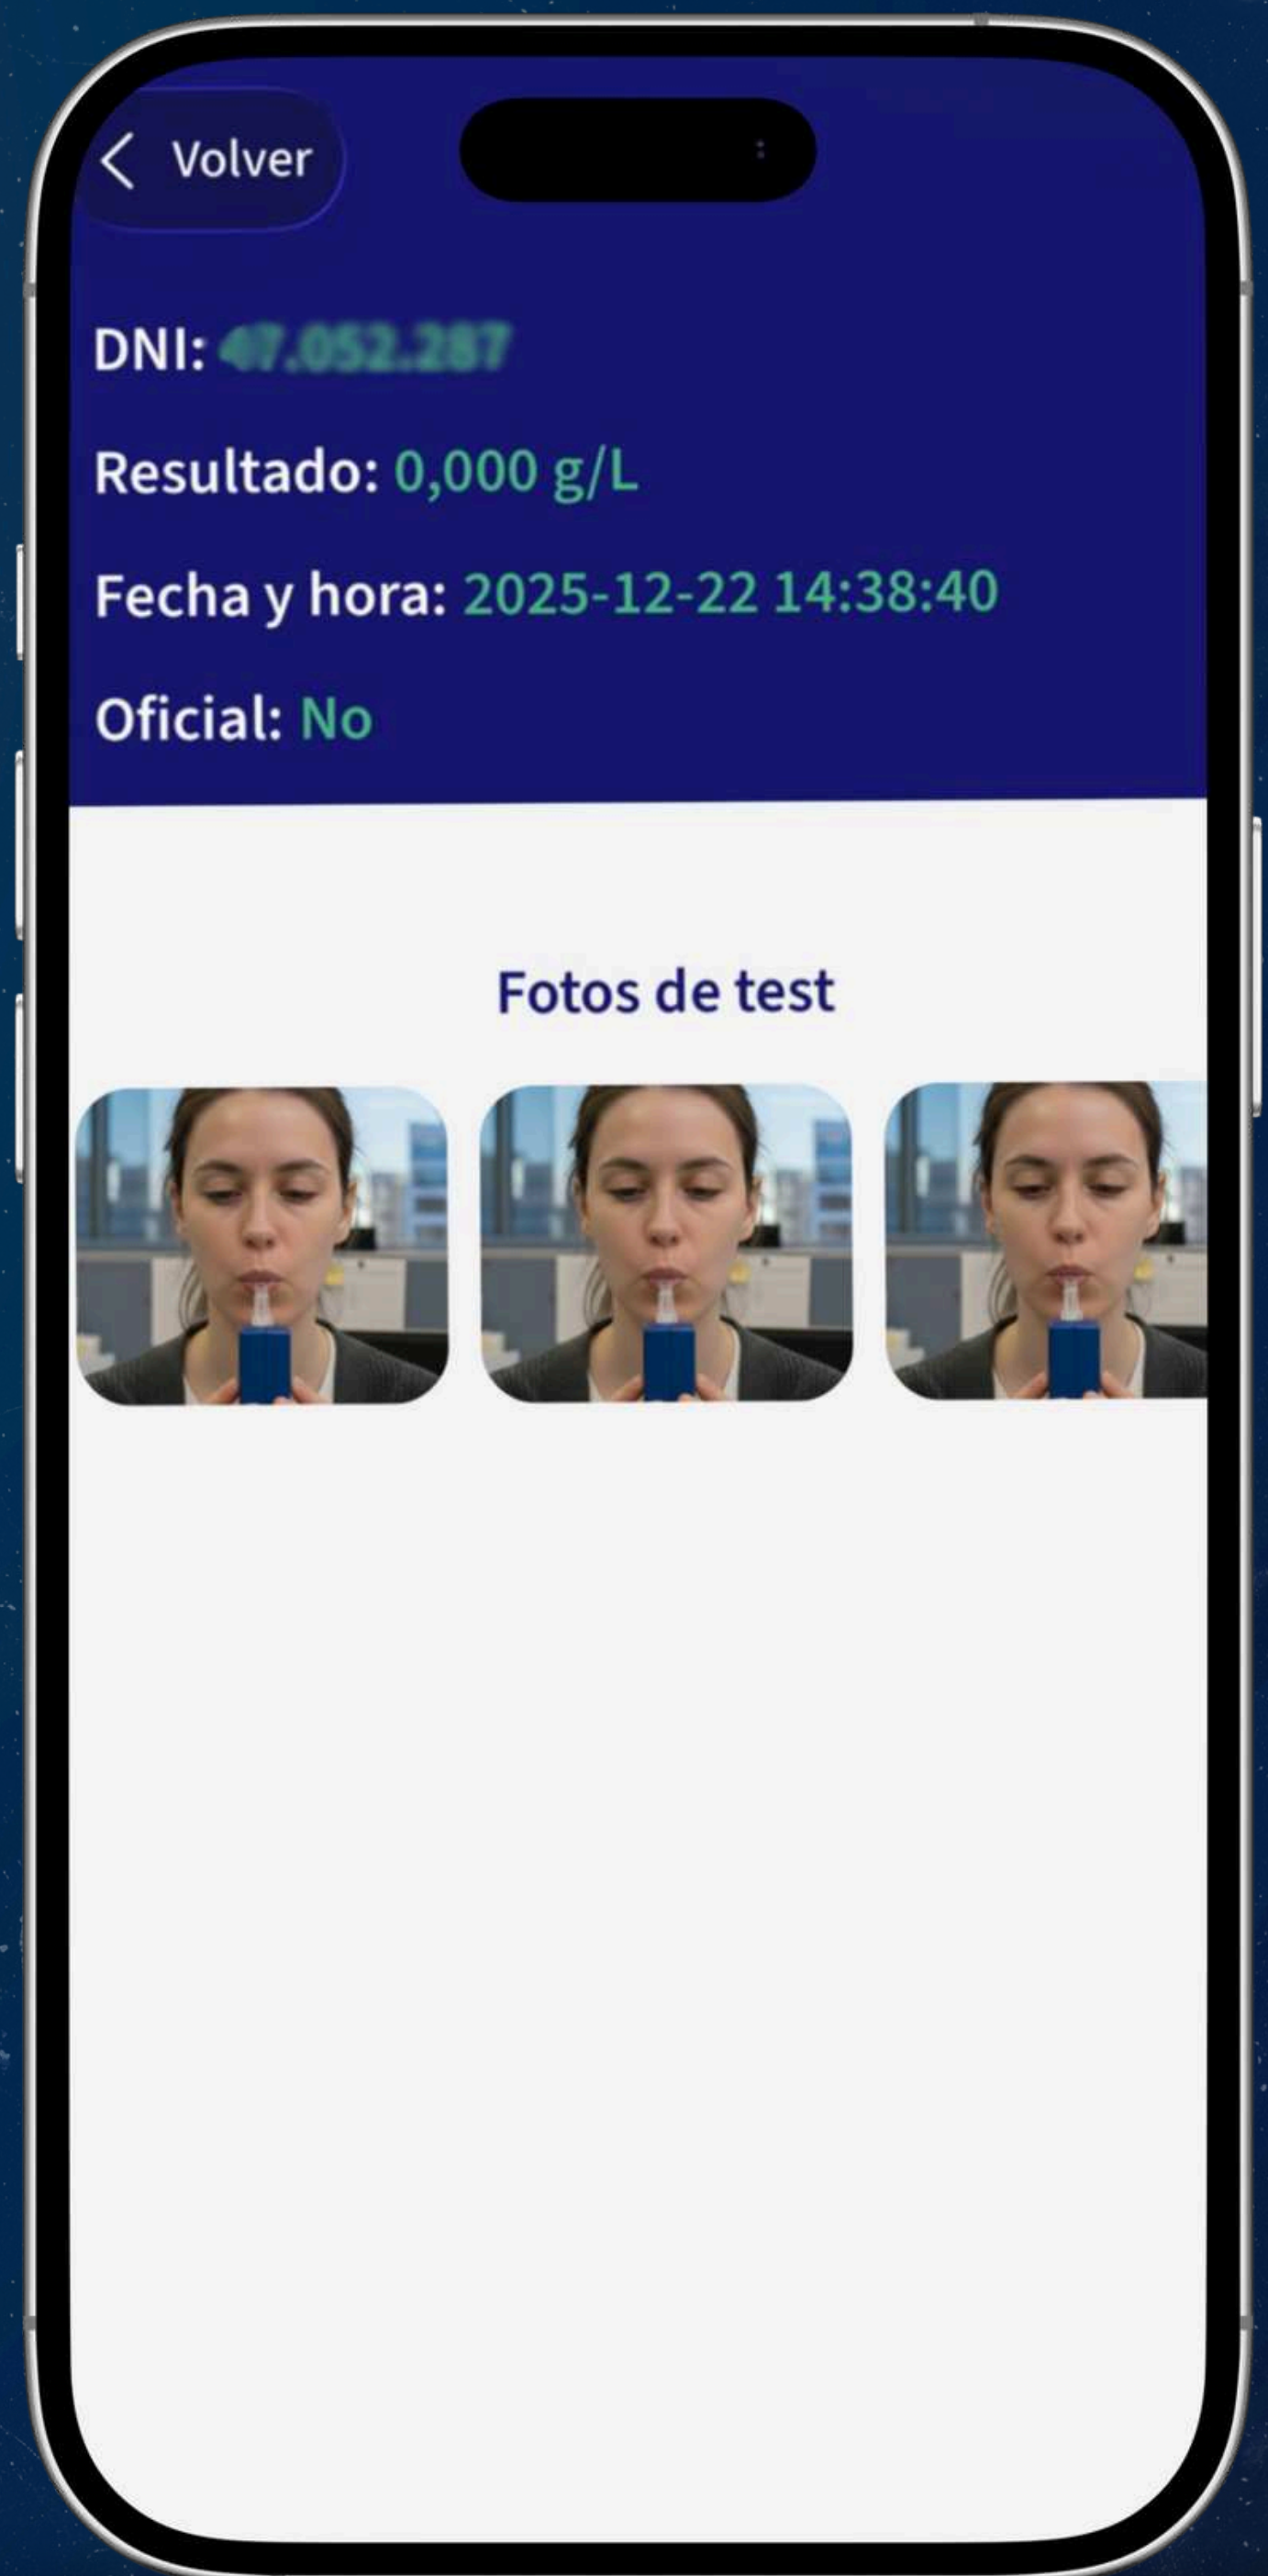 Volver
DNI:
Resultado: 0,000 g/L
Fecha y hora: 2025-12-22 14:38:40
Oficial: No
Fotos de test